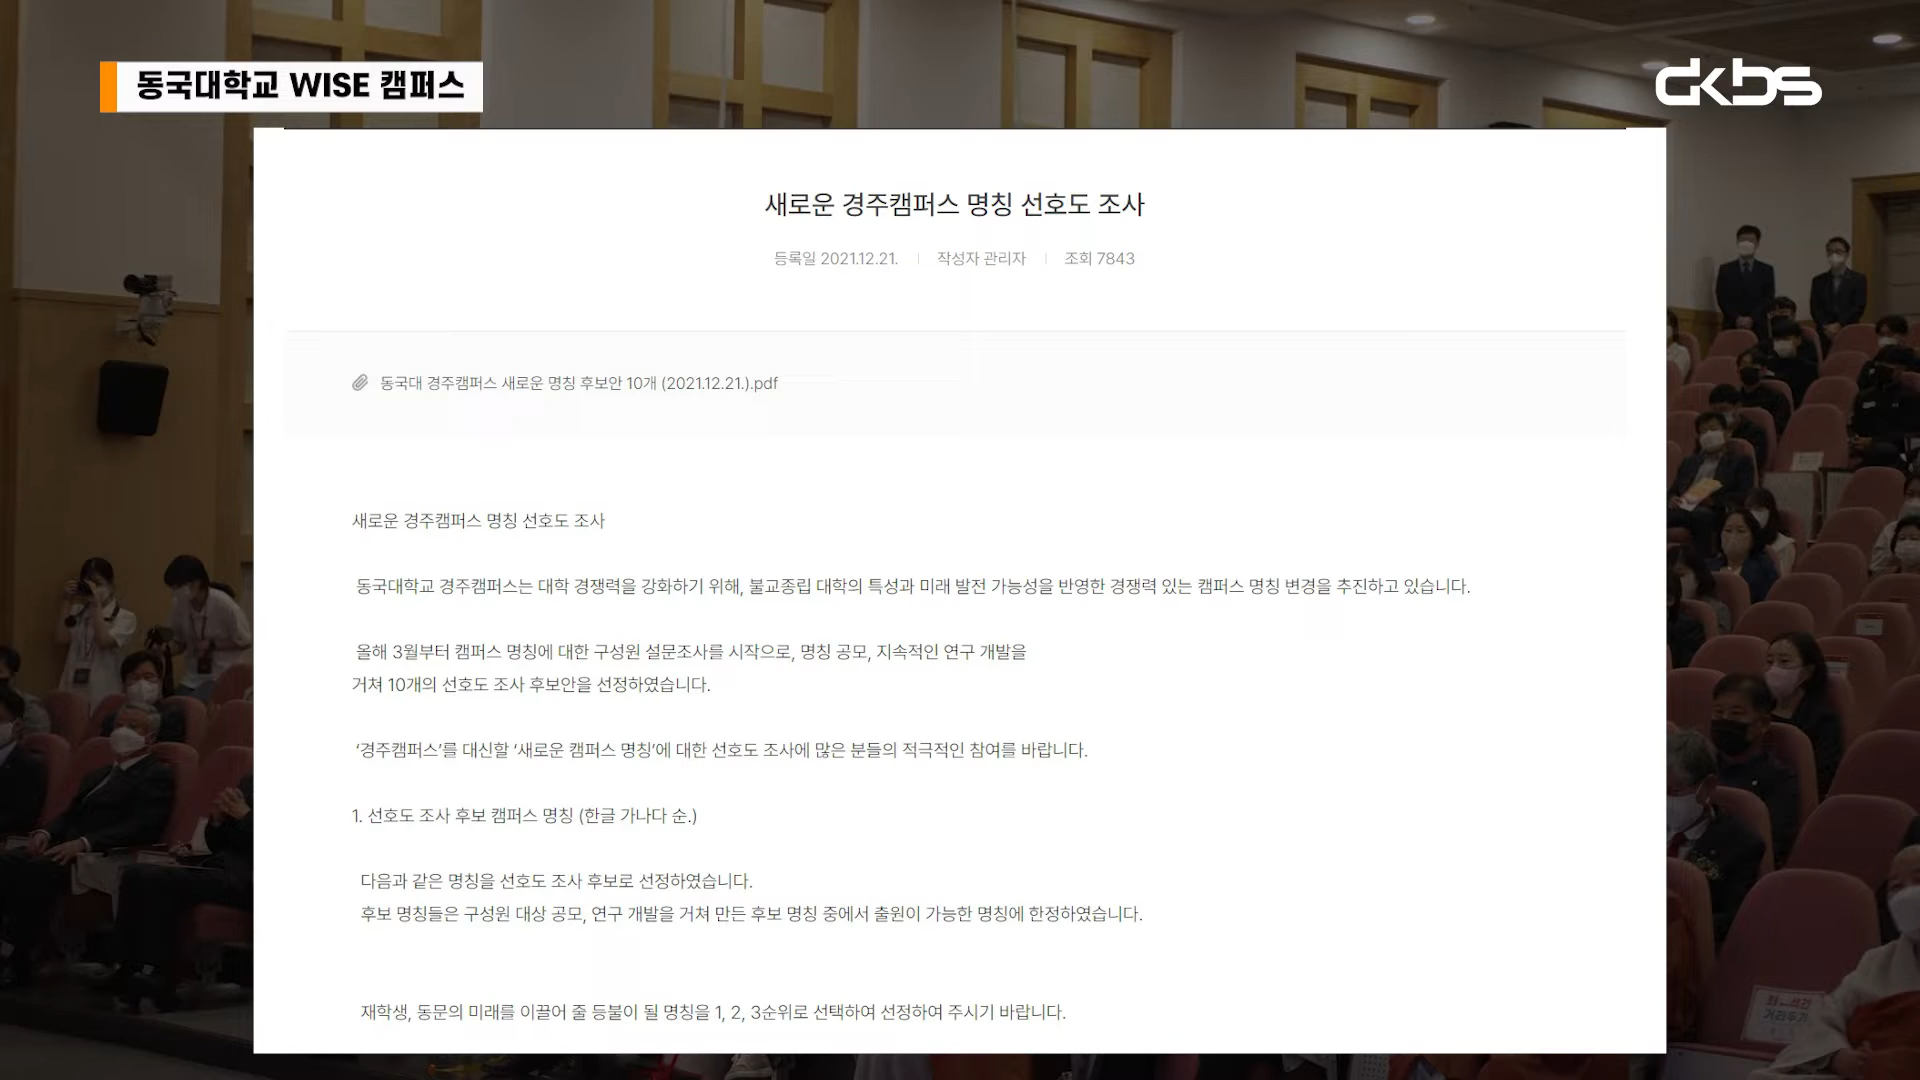 동국대학교 WISE 캠퍼스
dkbs
새로운 경주캠퍼스 명칭 선호도 조사
등록일 2021.12.21. 작성자 관리자 조회 7843
동국대 경주캠퍼스 새로운 명칭 후보안 10개 (2021.12.21.).pdf
새로운 경주캠퍼스 명칭 선호도 조사
동국대학교 경주캠퍼스는 대학 경쟁력을 강화하기 위해, 불교종립 대학의 특성과 미래 발전 가능성을 반영한 경쟁력 있는 캠퍼스 명칭 변경을 추진하고 있습니다.
올해 3월부터 캠퍼스 명칭에 대한 구성원 설문조사를 시작으로, 명칭 공모, 지속적인 연구 개발을
거쳐 10개의 선호도 조사 후보안을 선정하였습니다.
‘경주캠퍼스’를 대신할 ‘새로운 캠퍼스 명칭’에 대한 선호도 조사에 많은 분들의 적극적인 참여를 바랍니다.
1. 선호도 조사 후보 캠퍼스 명칭 (한글 가나다 순.)
다음과 같은 명칭을 선호도 조사 후보로 선정하였습니다.
후보 명칭들은 구성원 대상 공모, 연구 개발을 거쳐 만든 후보 명칭 중에서 출원이 가능한 명칭에 한정하였습니다.
재학생, 동문의 미래를 이끌어 줄 등불이 될 명칭을 1, 2, 3순위로 선택하여 선정하여 주시기 바랍니다.
거리두기